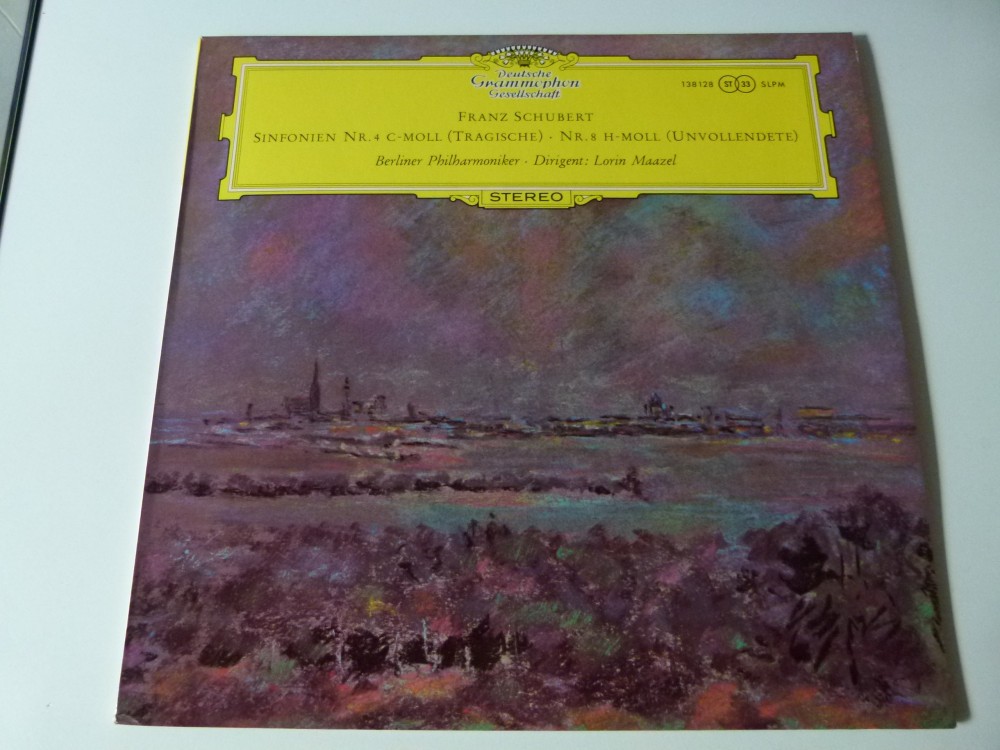 Deutsche
Grammophon
Gesellschaft
138128 ST 33 SLPM
FRANZ SCHUBERT
SINFONIEN NR. 4 C-MOLL (TRAGISCHE) · NR. 8 H-MOLL (UNVOLLENDETE)
Berliner Philharmoniker · Dirigent: Lorin Maazel
STEREO